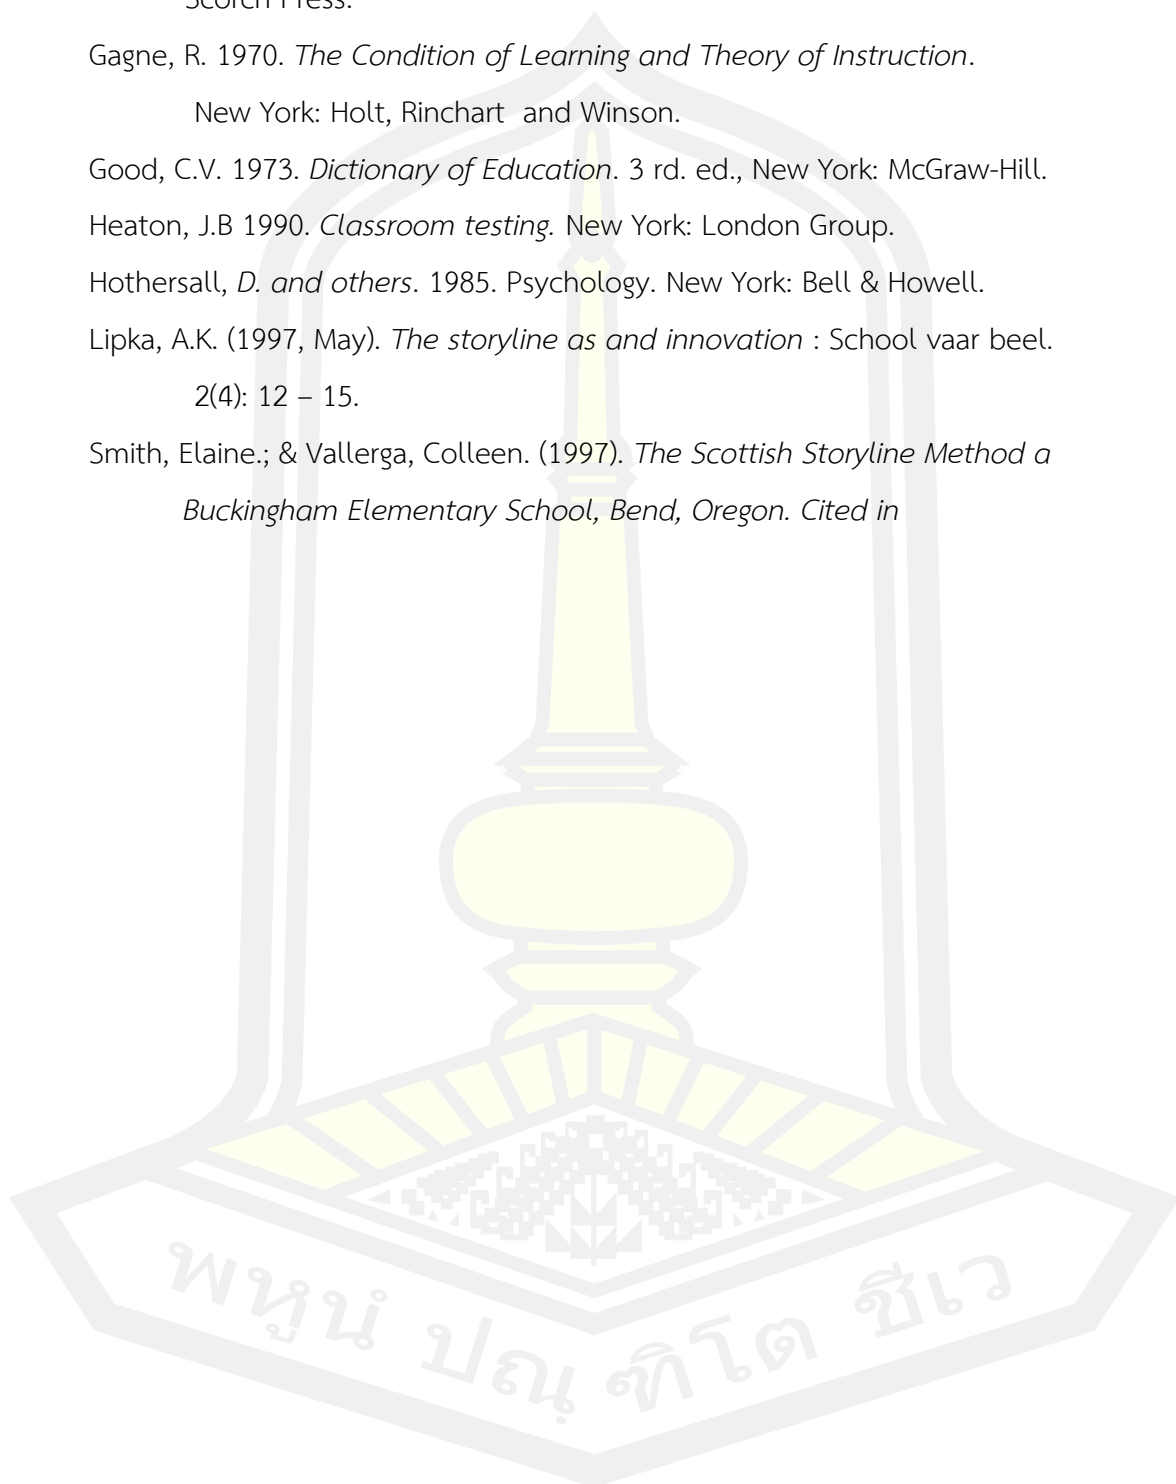 Scorch Press.
Gagne, R. 1970. The Condition of Learning and Theory of Instruction.
New York: Holt, Rinchart and Winson.
Good, C.V. 1973. Dictionary of Education. 3 rd. ed., New York: McGraw-Hill.
Heaton, J.B 1990. Classroom testing. New York: London Group.
Hothersall, D. and others. 1985. Psychology. New York: Bell & Howell.
Lipka, A.K. (1997, May). The storyline as and innovation : School vaar beel.
2(4): 12 – 15.
Smith, Elaine.; & Vallerga, Colleen. (1997). The Scottish Storyline Method a
Buckingham Elementary School, Bend, Oregon. Cited in
พหูนํ ปณฺฑิโต ชีเว